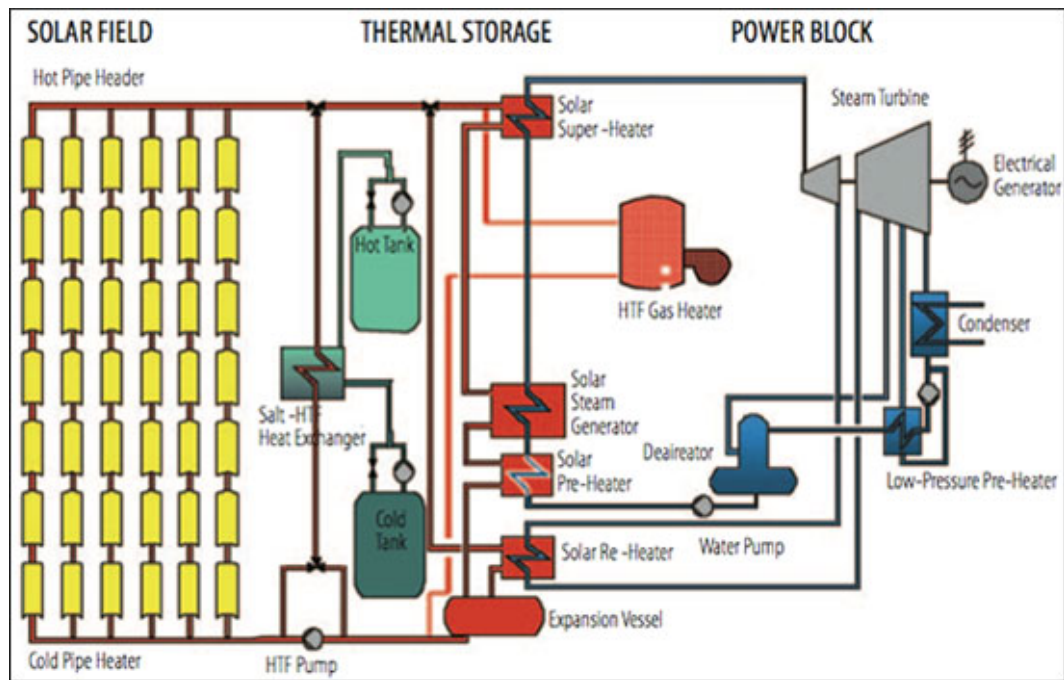 SOLAR FIELD
THERMAL STORAGE
POWER BLOCK
Hot Pipe Header
Solar
Super -Heater
Steam Turbine
Electrical
Generator
Hot Tank
HTF Gas Heater
Condenser
Salt -HTF
Heat Exchanger
Solar
Steam
Generator
Solar
Pre-Heater
Deaireator
Low-Pressure Pre-Heater
Cold
Tank
Solar Re -Heater
Water Pump
Expansion Vessel
Cold Pipe Heater
HTF Pump